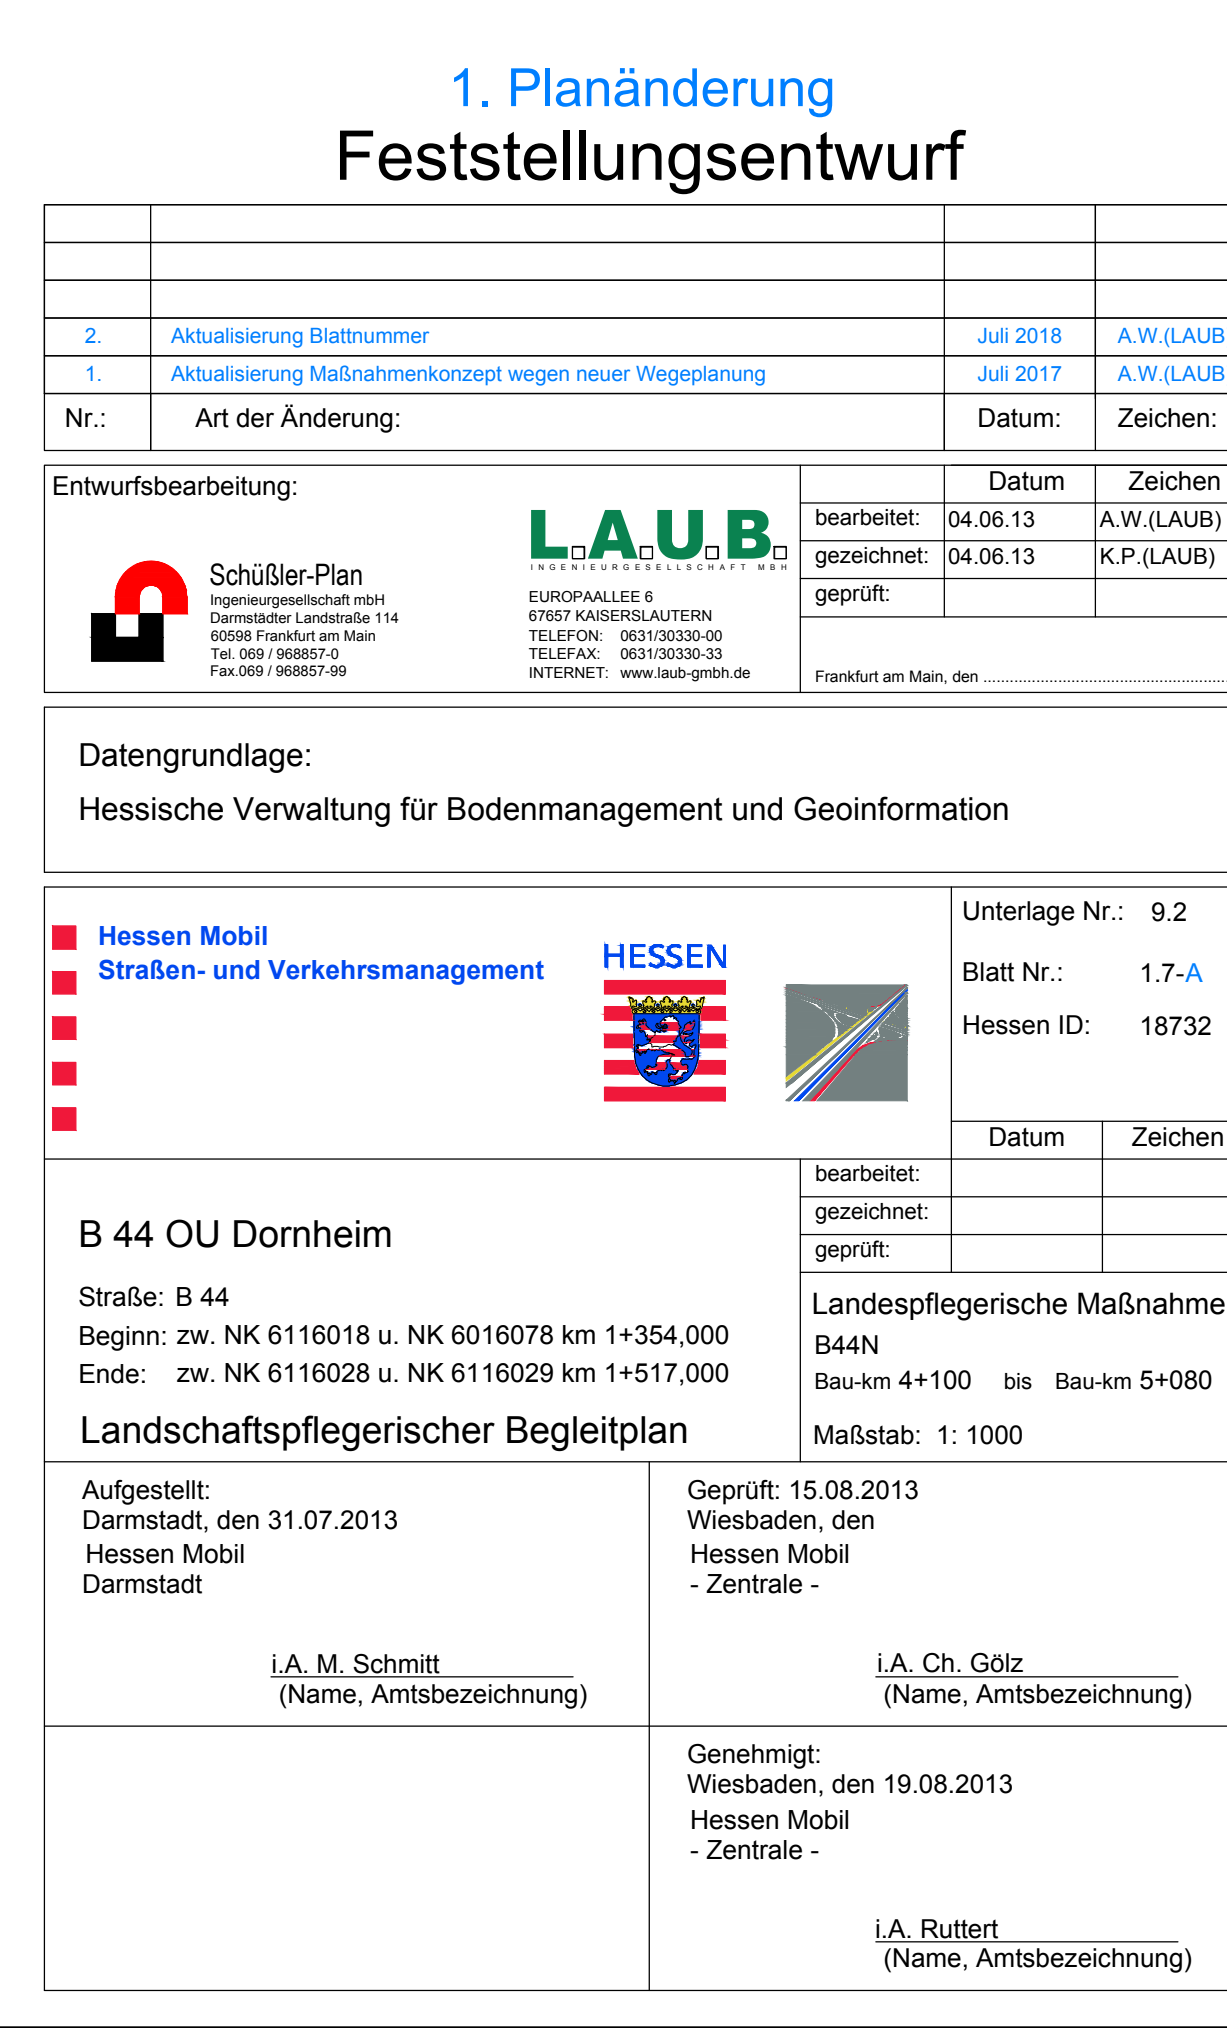 1. Planänderung
Feststellungsentwurf
2. Aktualisierung Blattnummer Juli 2018 A.W.(LAUB
1. Aktualisierung Maßnahmenkonzept wegen neuer Wegeplanung Juli 2017 A.W.(LAUB
Nr.: Art der Änderung: Datum: Zeichen:
Entwurfsbearbeitung:
Schüßler-Plan
Ingenieurgesellschaft mbH
Darmstädter Landstraße 114
60598 Frankfurt am Main
Tel. 069 / 968857-0
Fax.069 / 968857-99
L.A.U.B.
INGENIEURGESELLSCHAFT MBH
EUROPAALLEE 6
67657 KAISERSLAUTERN
TELEFON: 0631/30330-00
TELEFAX: 0631/30330-33
INTERNET: www.laub-gmbh.de
Datum Zeichen
bearbeitet: 04.06.13 A.W.(LAUB)
gezeichnet: 04.06.13 K.P.(LAUB)
geprüft:
Frankfurt am Main, den ........................................................
Datengrundlage:
Hessische Verwaltung für Bodenmanagement und Geoinformation
Hessen Mobil
Straßen- und Verkehrsmanagement
HESSEN
Unterlage Nr.: 9.2
Blatt Nr.: 1.7-A
Hessen ID: 18732
Datum Zeichen
bearbeitet:
gezeichnet:
geprüft:
B 44 OU Dornheim
Straße: B 44
Beginn: zw. NK 6116018 u. NK 6016078 km 1+354,000
Ende: zw. NK 6116028 u. NK 6116029 km 1+517,000
Landschaftspflegerischer Begleitplan
Landespflegerische Maßnahme
B44N
Bau-km 4+100 bis Bau-km 5+080
Maßstab: 1: 1000
Aufgestellt:
Darmstadt, den 31.07.2013
Hessen Mobil
Darmstadt
i.A. M. Schmitt
(Name, Amtsbezeichnung)
Geprüft: 15.08.2013
Wiesbaden, den
Hessen Mobil
- Zentrale -
i.A. Ch. Gölz
(Name, Amtsbezeichnung)
Genehmigt:
Wiesbaden, den 19.08.2013
Hessen Mobil
- Zentrale -
i.A. Ruttert
(Name, Amtsbezeichnung)